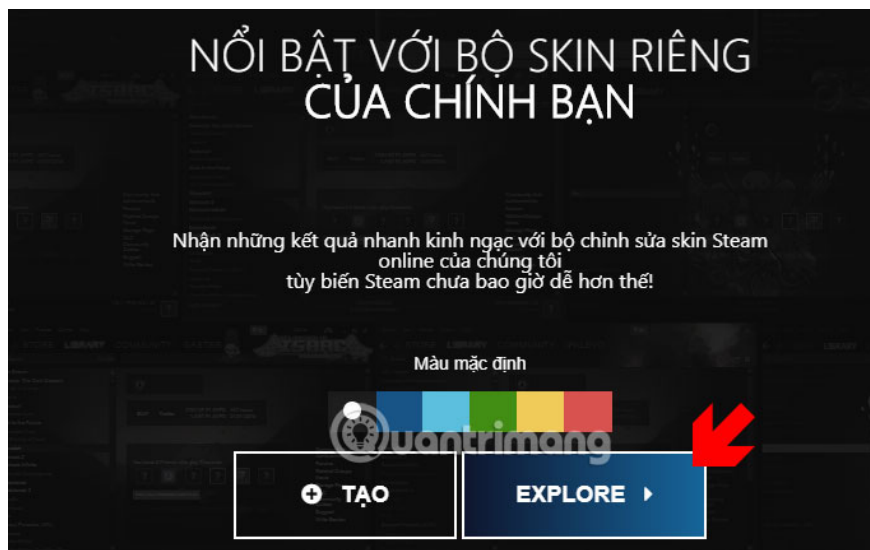 NỔI BẬT VỚI BỘ SKIN RIÊNG
CỦA CHÍNH BẠN
Nhận những kết quả nhanh kinh ngạc với bộ chỉnh sửa skin Steam
online của chúng tôi
tùy biến Steam chưa bao giờ dễ hơn thế!
Màu mặc định
Quantrimang
TẠO
EXPLORE